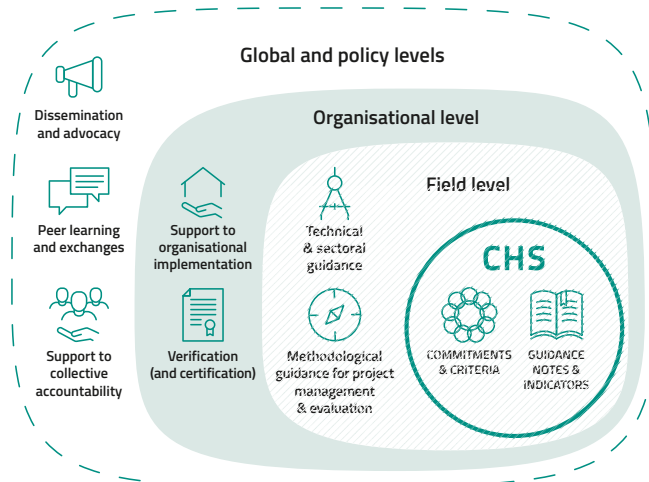 Global and policy levels
Dissemination
and advocacy
Organisational level
Peer learning
and exchanges
Support to
organisational
implementation
Field level
Technical
& sectoral
guidance
CHS
Support to
collective
accountability
Verification
(and certification)
Methodological
guidance for project
management
& evaluation
COMMITMENTS
& CRITERIA
GUIDANCE
NOTES &
INDICATORS